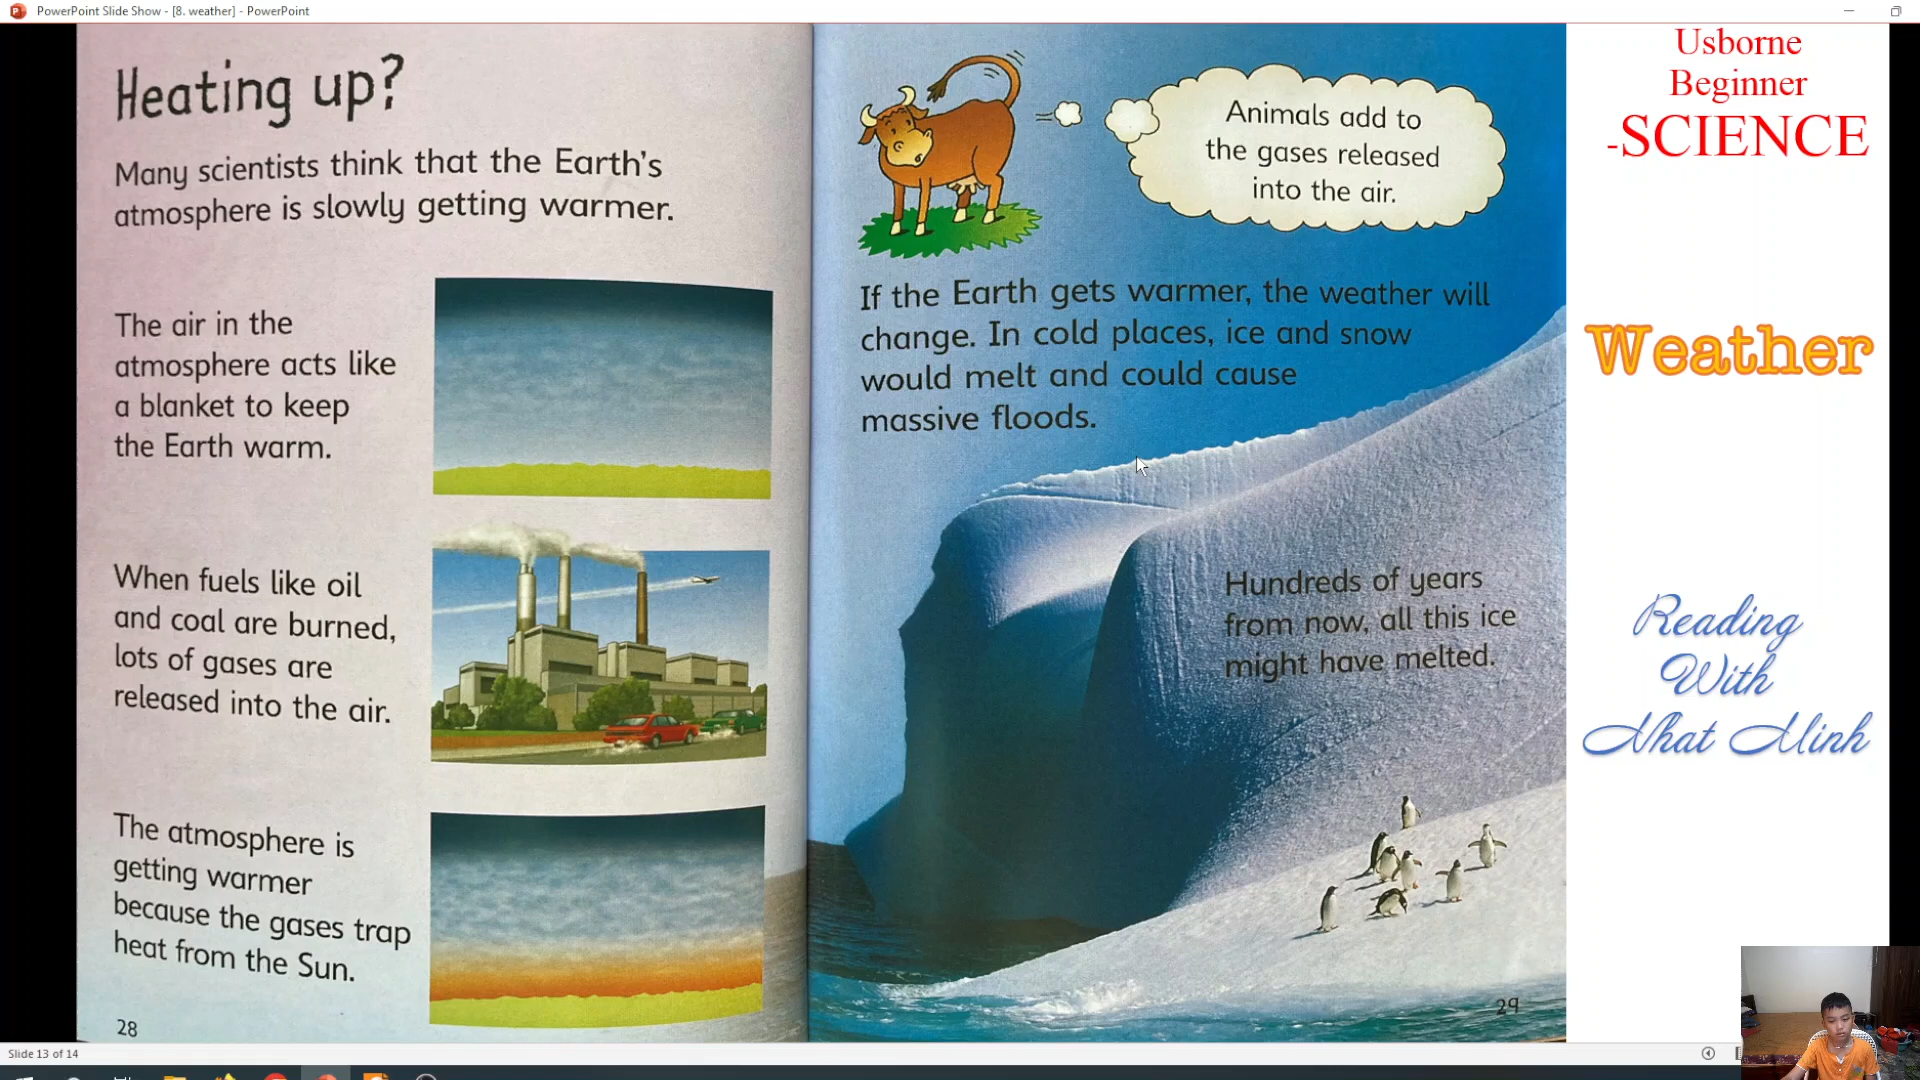 PowerPoint Slide Show - [8. weather] - PowerPoint
Heating up?
Many scientists think that the Earth's
atmosphere is slowly getting warmer.
The air in the
atmosphere acts like
a blanket to keep
the Earth warm.
When fuels like oil
and coal are burned,
lots of gases are
released into the air.
The atmosphere is
getting warmer
because the gases trap
heat from the Sun.
28
Animals add to
the gases released
into the air.
If the Earth gets warmer, the weather will
change. In cold places, ice and snow
would melt and could cause
massive floods.
Hundreds of years
from now, all this ice
might have melted.
29
Usborne
Beginner
-SCIENCE
Weather
Reading
With
Nhat Minh
Slide 13 of 14